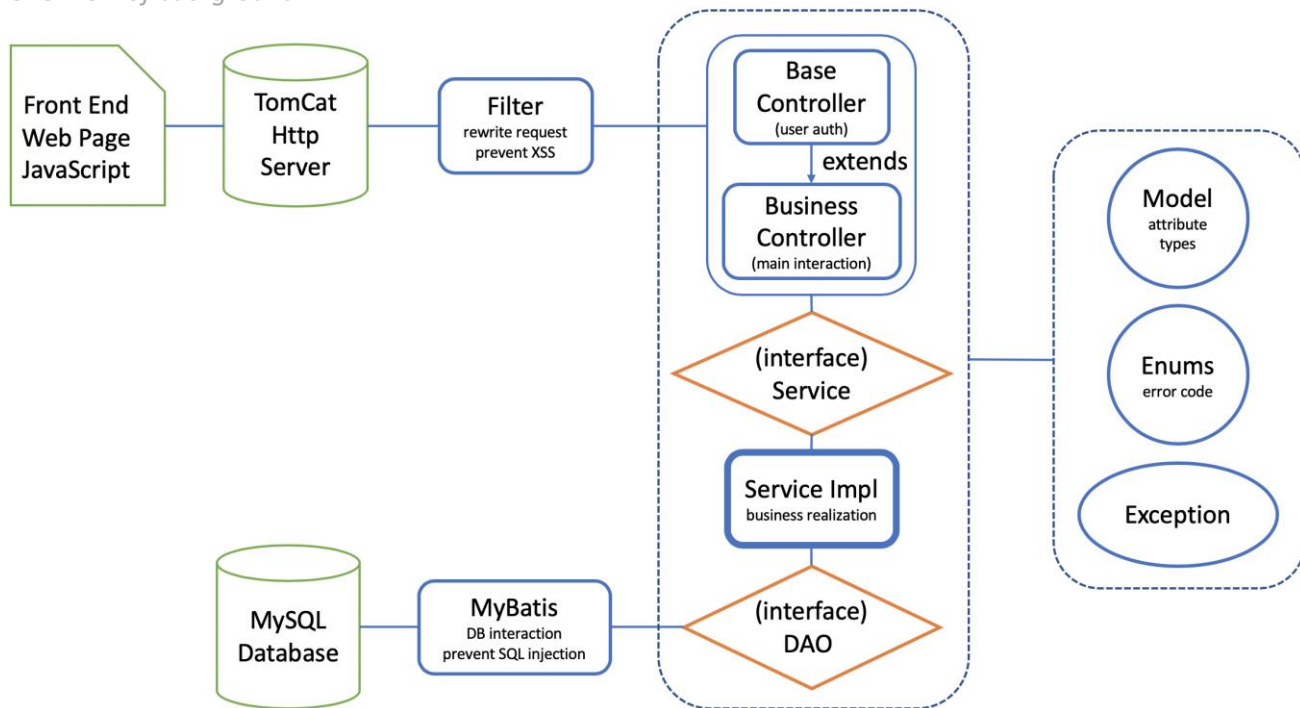 Front End
Web Page
JavaScript
TomCat
Http
Server
Filter
rewrite request
prevent XSS
Base
Controller
(user auth)
extends
Business
Controller
(main interaction)
(interface)
Service
Service Impl
business realization
(interface)
DAO
MyBatis
DB interaction
prevent SQL injection
MySQL
Database
Model
attribute
types
Enums
error code
Exception